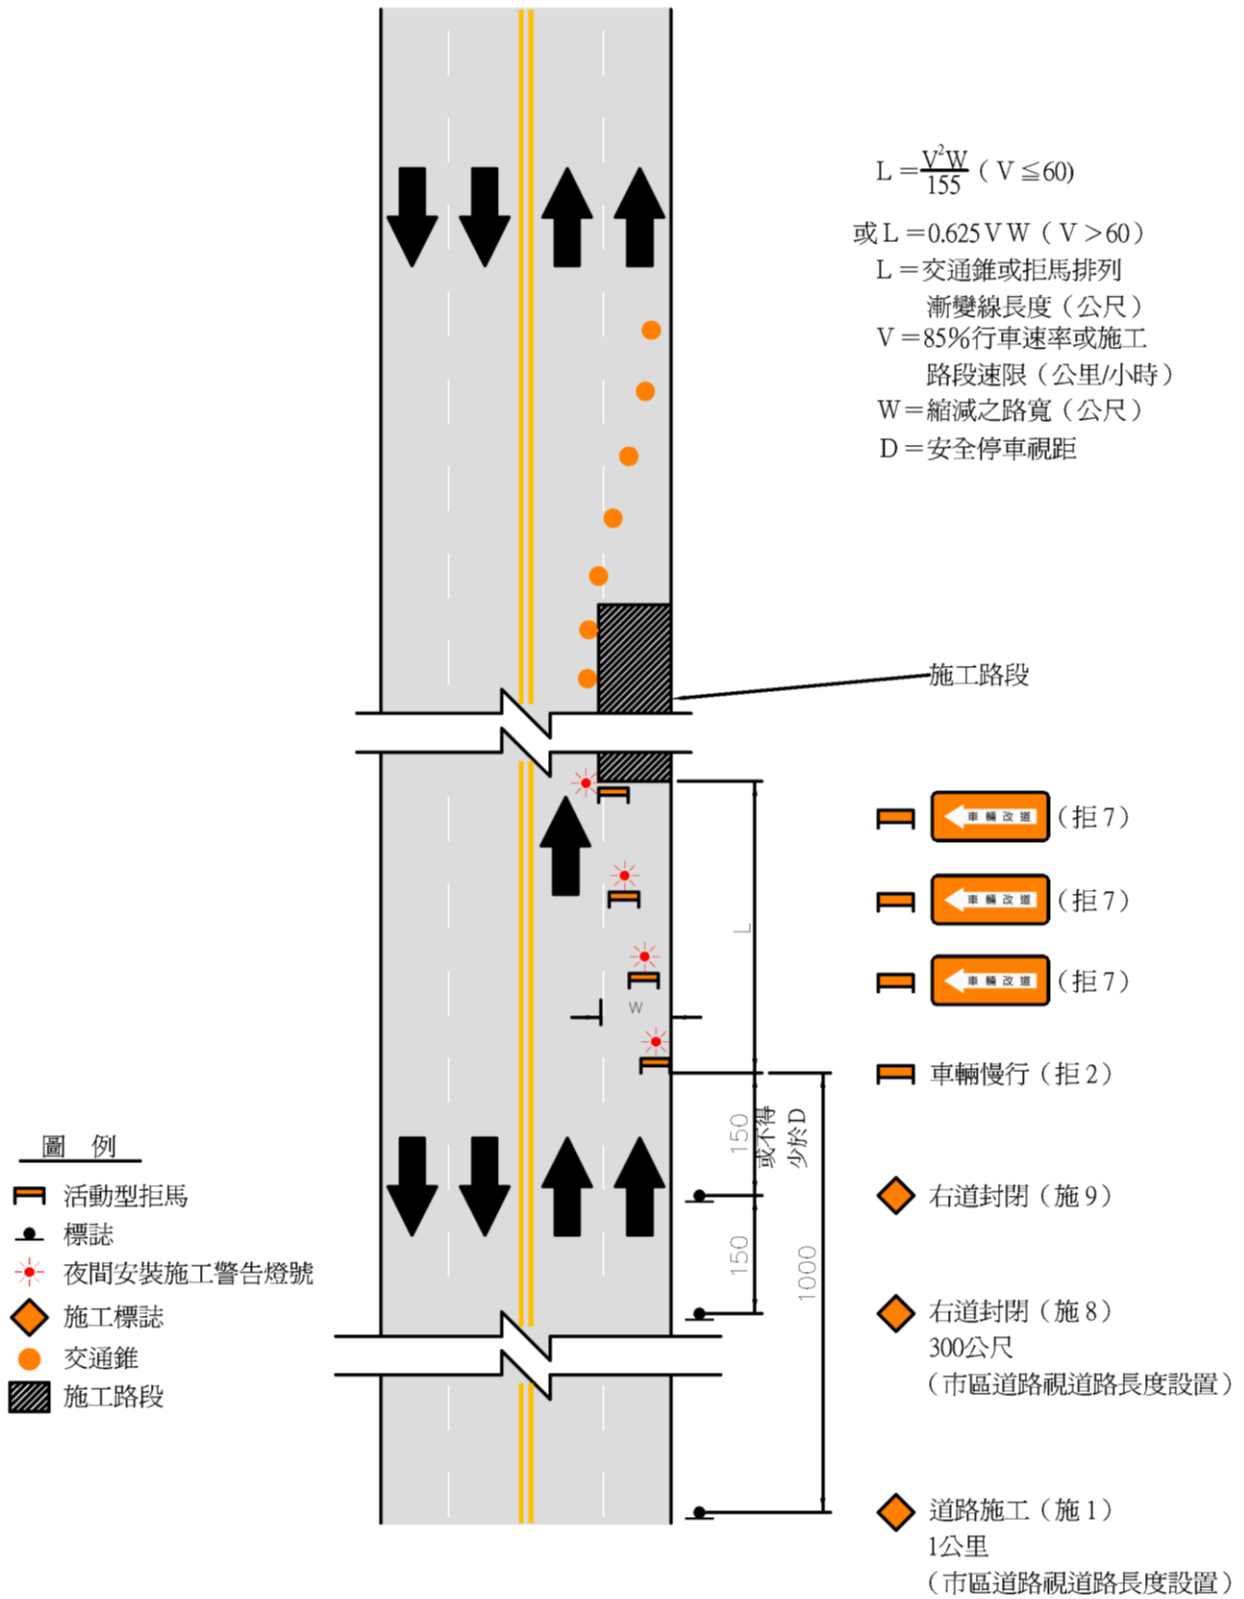 L＝V²W/155（V≦60）
或L＝0.625VW（V＞60）
L＝交通錐或拒馬排列
漸變線長度（公尺）
V＝85％行車速率或施工
路段速限（公里/小時）
W＝縮減之路寬（公尺）
D＝安全停車視距
施工路段
車輛改道
（拒7）
車輛改道
（拒7）
車輛改道
（拒7）
L
W
車輛慢行（拒2）
150
或不得
少於D
右道封閉（施9）
150
1000
右道封閉（施8）
300公尺
（市區道路視道路長度設置）
道路施工（施1）
1公里
（市區道路視道路長度設置）
圖 例
活動型拒馬
標誌
夜間安裝施工警告燈號
施工標誌
交通錐
施工路段